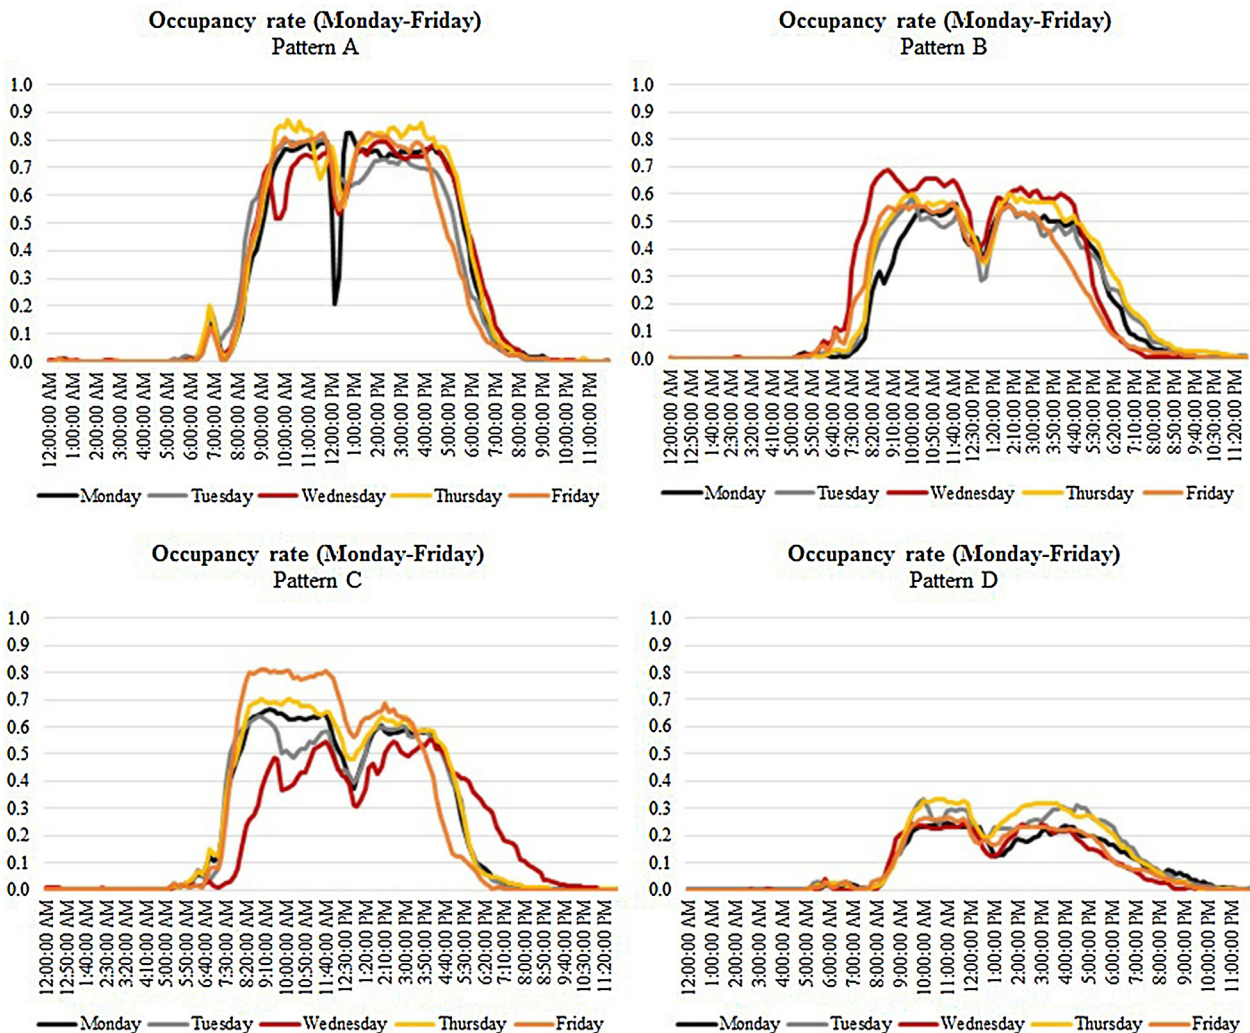 Occupancy rate (Monday-Friday)
Pattern A
1.0
0.9
0.8
0.7
0.6
0.5
0.4
0.3
0.2
0.1
0.0
12:00:00 AM
1:00:00 AM
2:00:00 AM
3:00:00 AM
4:00:00 AM
5:00:00 AM
6:00:00 AM
7:00:00 AM
8:00:00 AM
9:00:00 AM
10:00:00 AM
11:00:00 AM
12:00:00 PM
1:00:00 PM
2:00:00 PM
3:00:00 PM
4:00:00 PM
5:00:00 PM
6:00:00 PM
7:00:00 PM
8:00:00 PM
9:00:00 PM
10:00:00 PM
11:00:00 PM
Monday Tuesday Wednesday Thursday Friday
Occupancy rate (Monday-Friday)
Pattern B
1.0
0.9
0.8
0.7
0.6
0.5
0.4
0.3
0.2
0.1
0.0
12:00:00 AM
12:50:00 AM
1:40:00 AM
2:30:00 AM
3:20:00 AM
4:10:00 AM
5:00:00 AM
5:50:00 AM
6:40:00 AM
7:30:00 AM
8:20:00 AM
9:10:00 AM
10:00:00 AM
10:50:00 AM
11:40:00 AM
12:30:00 PM
1:20:00 PM
2:10:00 PM
3:00:00 PM
3:50:00 PM
4:40:00 PM
5:30:00 PM
6:20:00 PM
7:10:00 PM
8:00:00 PM
8:50:00 PM
9:40:00 PM
10:30:00 PM
11:20:00 PM
Monday Tuesday Wednesday Thursday Friday
Occupancy rate (Monday-Friday)
Pattern C
1.0
0.9
0.8
0.7
0.6
0.5
0.4
0.3
0.2
0.1
0.0
12:00:00 AM
12:50:00 AM
1:40:00 AM
2:30:00 AM
3:20:00 AM
4:10:00 AM
5:00:00 AM
5:50:00 AM
6:40:00 AM
7:30:00 AM
8:20:00 AM
9:10:00 AM
10:00:00 AM
10:50:00 AM
11:40:00 AM
12:30:00 PM
1:20:00 PM
2:10:00 PM
3:00:00 PM
3:50:00 PM
4:40:00 PM
5:30:00 PM
6:20:00 PM
7:10:00 PM
8:00:00 PM
8:50:00 PM
9:40:00 PM
10:30:00 PM
11:20:00 PM
Monday Tuesday Wednesday Thursday Friday
Occupancy rate (Monday-Friday)
Pattern D
1.0
0.9
0.8
0.7
0.6
0.5
0.4
0.3
0.2
0.1
0.0
12:00:00 AM
1:00:00 AM
2:00:00 AM
3:00:00 AM
4:00:00 AM
5:00:00 AM
6:00:00 AM
7:00:00 AM
8:00:00 AM
9:00:00 AM
10:00:00 AM
11:00:00 AM
12:00:00 PM
1:00:00 PM
2:00:00 PM
3:00:00 PM
4:00:00 PM
5:00:00 PM
6:00:00 PM
7:00:00 PM
8:00:00 PM
9:00:00 PM
10:00:00 PM
11:00:00 PM
Monday Tuesday Wednesday Thursday Friday